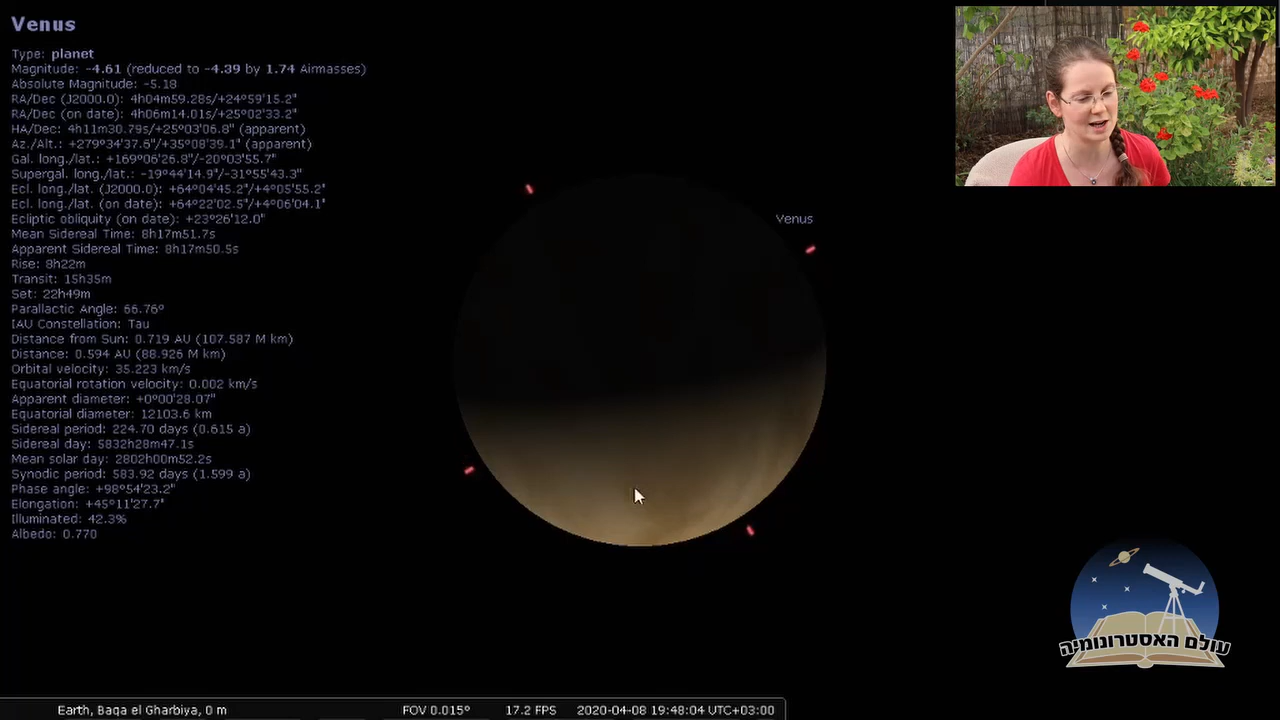 Venus
Type: planet
Magnitude: -4.61 (reduced to -4.39 by 1.74 Airmasses)
Absolute Magnitude: -5.18
RA/Dec (J2000.0): 4h04m59.28s/+24°59'15.2"
RA/Dec (on date): 4h06m14.01s/+25°02'33.2"
HA/Dec: 4h11m30.79s/+25°03'06.8" (apparent)
Az./Alt.: +279°34'37.6"/+35°08'39.1" (apparent)
Gal. long./lat.: +169°06'26.8"/-20°03'55.7"
Supergal. long./lat.: -19°44'14.9"/-31°55'43.3"
Ecl. long./lat. (J2000.0): +64°04'45.2"/+4°05'55.2"
Ecl. long./lat. (on date): +64°22'02.5"/+4°06'04.1"
Ecliptic obliquity (on date): +23°26'12.0"
Mean Sidereal Time: 8h17m51.7s
Apparent Sidereal Time: 8h17m50.5s
Rise: 8h22m
Transit: 15h35m
Set: 22h49m
Parallactic Angle: 66.76°
IAU Constellation: Tau
Distance from Sun: 0.719 AU (107.587 M km)
Distance: 0.594 AU (88.926 M km)
Orbital velocity: 35.223 km/s
Equatorial rotation velocity: 0.002 km/s
Apparent diameter: +0°00'28.07"
Equatorial diameter: 12103.6 km
Sidereal period: 224.70 days (0.615 a)
Sidereal day: 5832h28m47.1s
Mean solar day: 2802h00m52.2s
Synodic period: 583.92 days (1.599 a)
Phase angle: +98°54'23.2"
Elongation: +45°11'27.7"
Illuminated: 42.3%
Albedo: 0.770
Venus
עולם האסטרונומיה
Earth, Baqa el Gharbiya, 0 m FOV 0.015° 17.2 FPS 2020-04-08 19:48:04 UTC+03:00